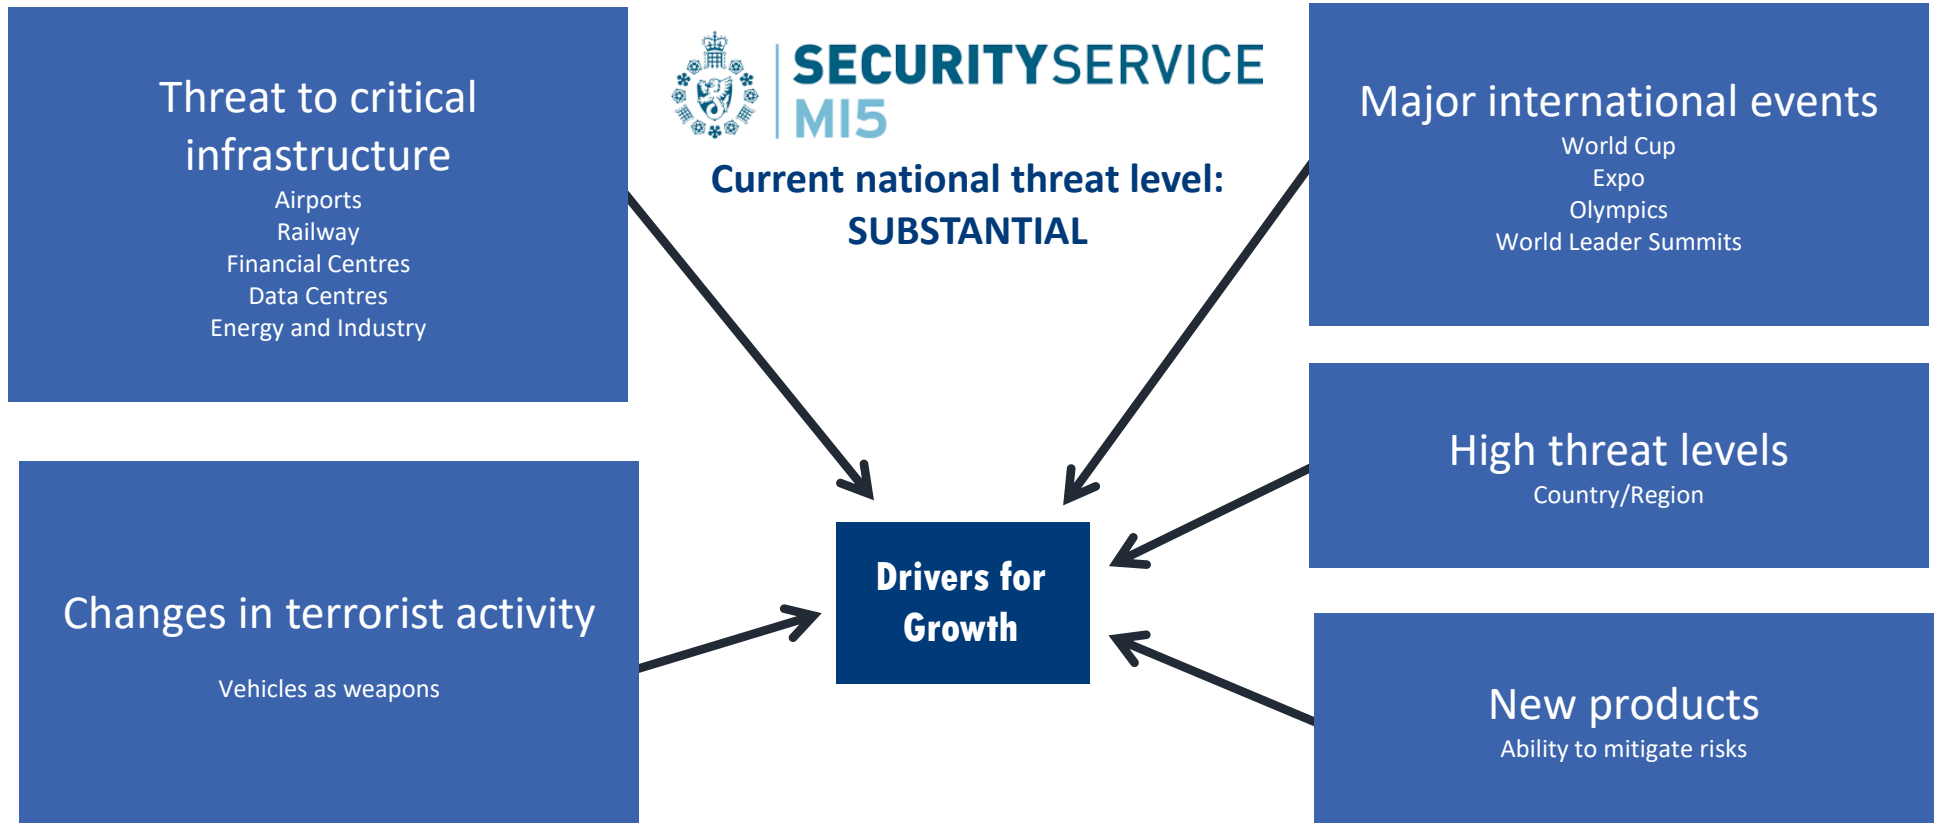 Threat to critical
infrastructure
Airports
Railway
Financial Centres
Data Centres
Energy and Industry
SECURITYSERVICE
MI5
Current national threat level:
SUBSTANTIAL
Major international events
World Cup
Expo
Olympics
World Leader Summits
High threat levels
Country/Region
Changes in terrorist activity
Vehicles as weapons
Drivers for
Growth
New products
Ability to mitigate risks